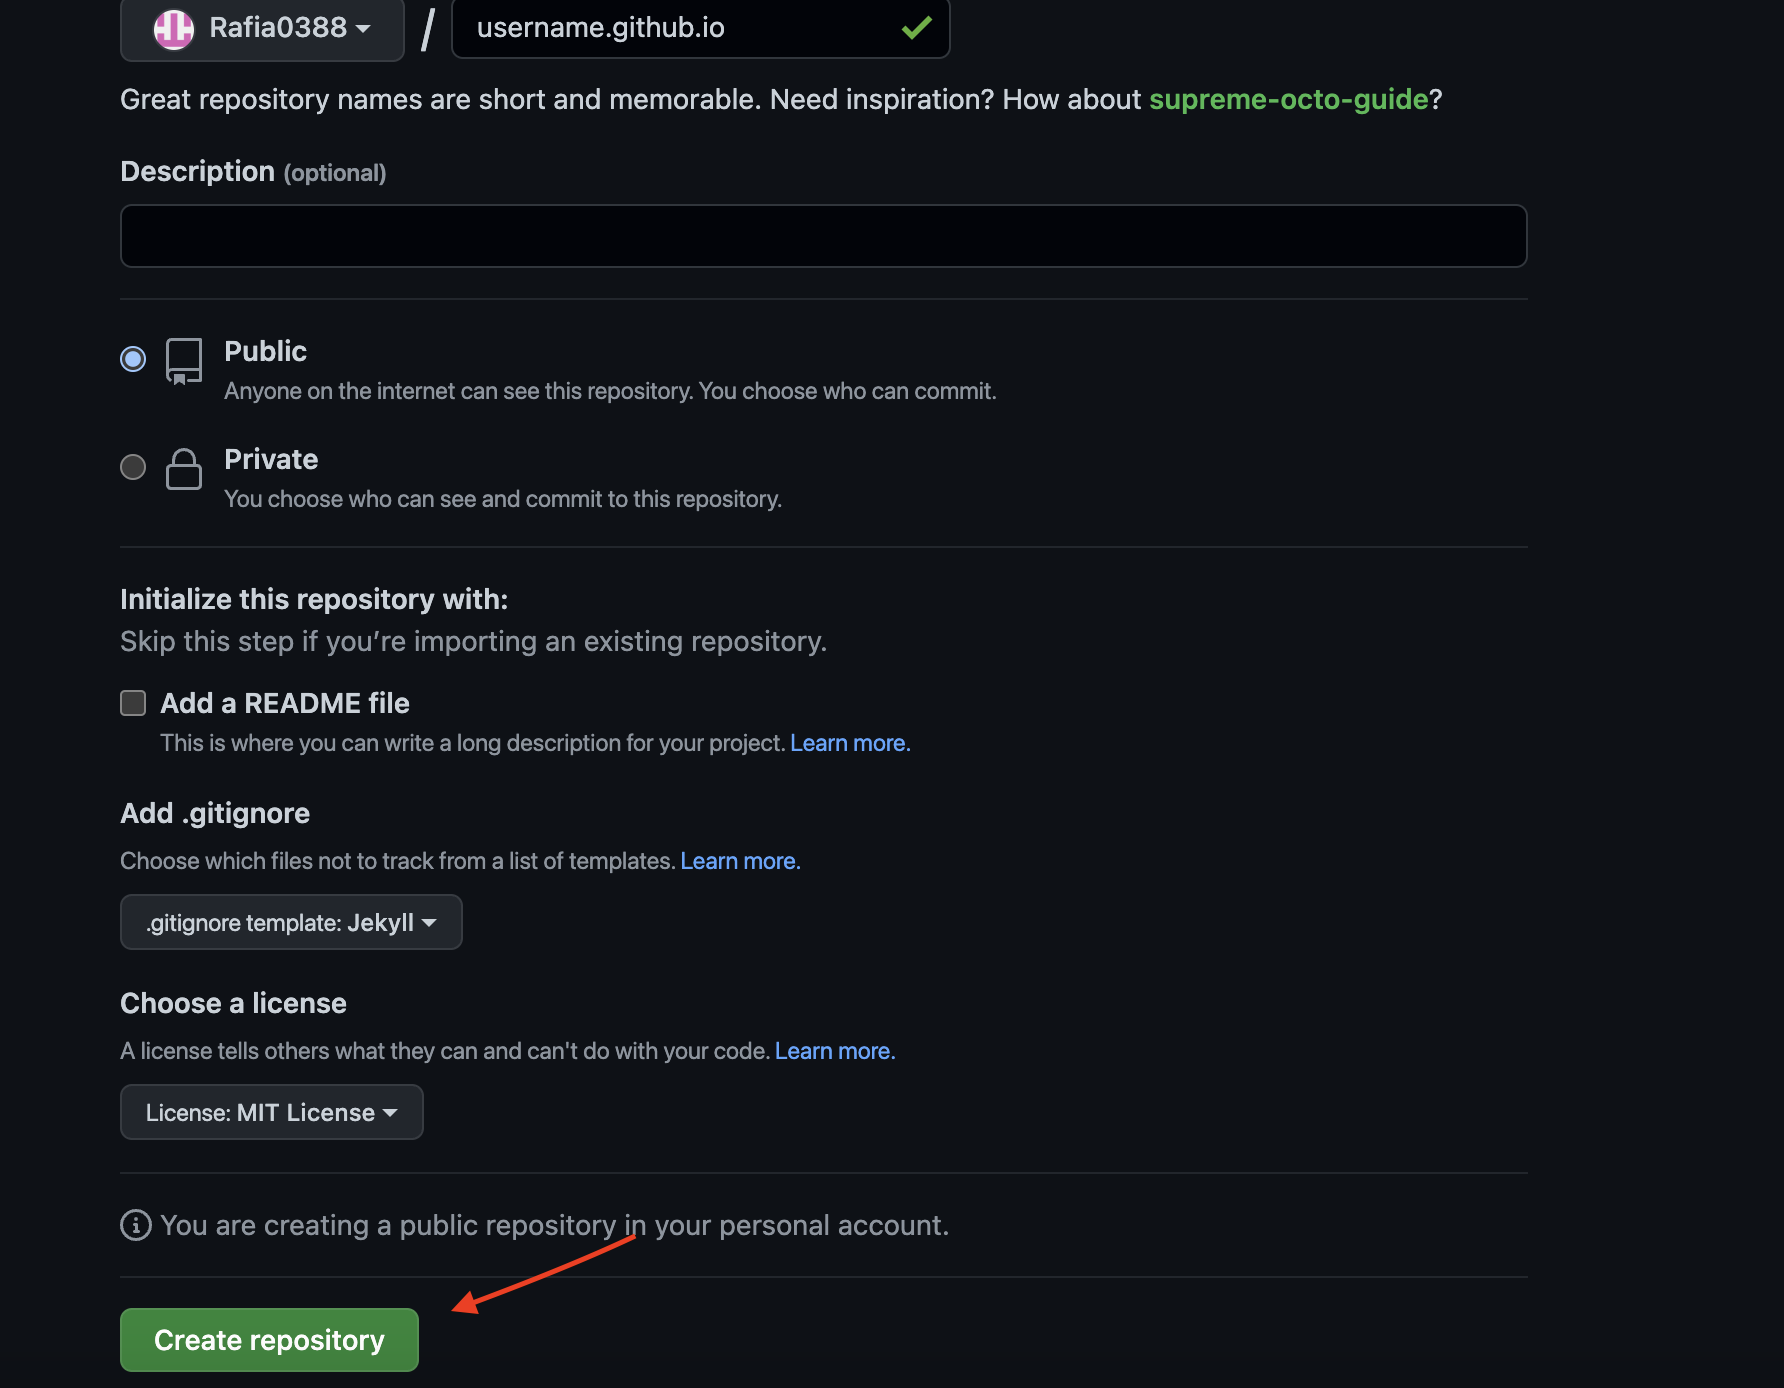 Rafia0388 / username.github.io
Great repository names are short and memorable. Need inspiration? How about supreme-octo-guide?
Description (optional)
Public
Anyone on the internet can see this repository. You choose who can commit.
Private
You choose who can see and commit to this repository.
Initialize this repository with:
Skip this step if you’re importing an existing repository.
Add a README file
This is where you can write a long description for your project. Learn more.
Add .gitignore
Choose which files not to track from a list of templates. Learn more.
.gitignore template: Jekyll
Choose a license
A license tells others what they can and can't do with your code. Learn more.
License: MIT License
You are creating a public repository in your personal account.
Create repository